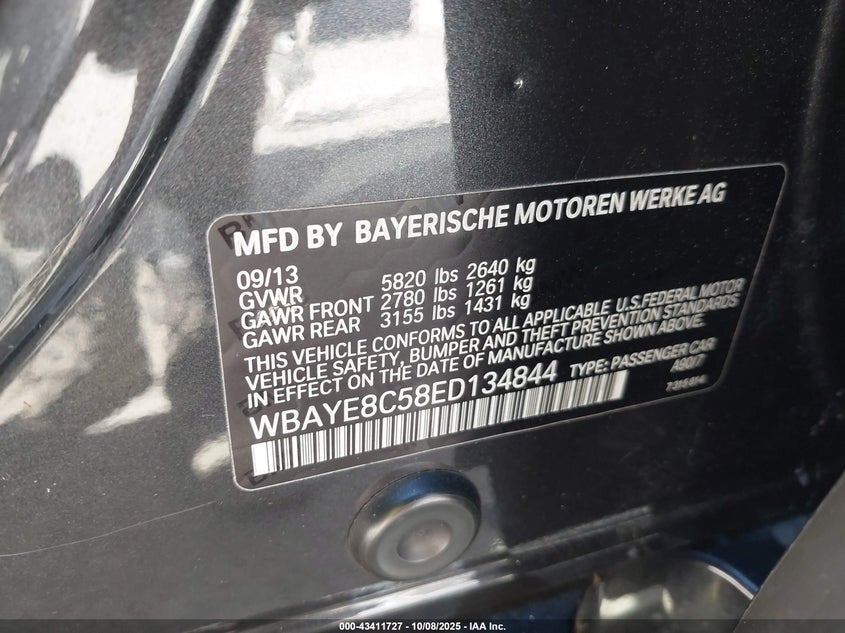 MFD BY BAYERISCHE MOTOREN WERKE AG
09/13
GVWR 5820 lbs 2640 kg
GAWR FRONT 2780 lbs 1261 kg
GAWR REAR 3155 lbs 1431 kg
THIS VEHICLE CONFORMS TO ALL APPLICABLE U.S.FEDERAL MOTOR
VEHICLE SAFETY, BUMPER AND THEFT PREVENTION STANDARDS
IN EFFECT ON THE DATE OF MANUFACTURE SHOWN ABOVE.
WBAYE8C58ED134844 TYPE: PASSENGER CAR
A907
000-43411727 - 10/08/2025 - IAA Inc.